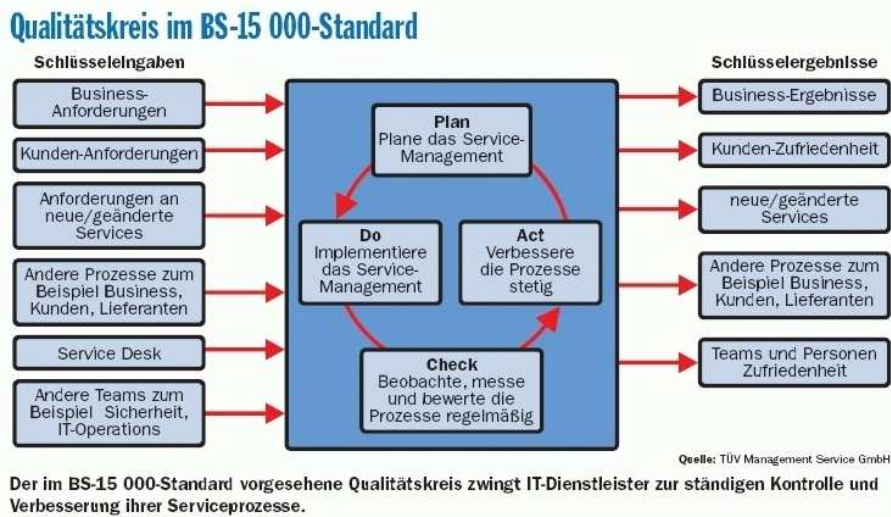 Qualitätskreis im BS-15 000-Standard
Schlüsseleingaben
Business-
Anforderungen
Kunden-Anforderungen
Anforderungen an
neue/geänderte
Services
Andere Prozesse zum
Beispiel Business,
Kunden, Lieferanten
Service Desk
Andere Teams zum
Beispiel Sicherheit,
IT-Operations
Plan
Plane das Service-
Management
Do
Implementiere
das Service-
Management
Act
Verbessere
die Prozesse
stetig
Check
Beobachte, messe
und bewerte die
Prozesse regelmäßig
Schlüsselergebnisse
Business-Ergebnisse
Kunden-Zufriedenheit
neue/geänderte
Services
Andere Prozesse zum
Beispiel Business,
Kunden, Lieferanten
Teams und Personen
Zufriedenheit
Quelle: TÜV Management Service GmbH
Der im BS-15 000-Standard vorgesehene Qualitätskreis zwingt IT-Dienstleister zur ständigen Kontrolle und
Verbesserung ihrer Serviceprozesse.